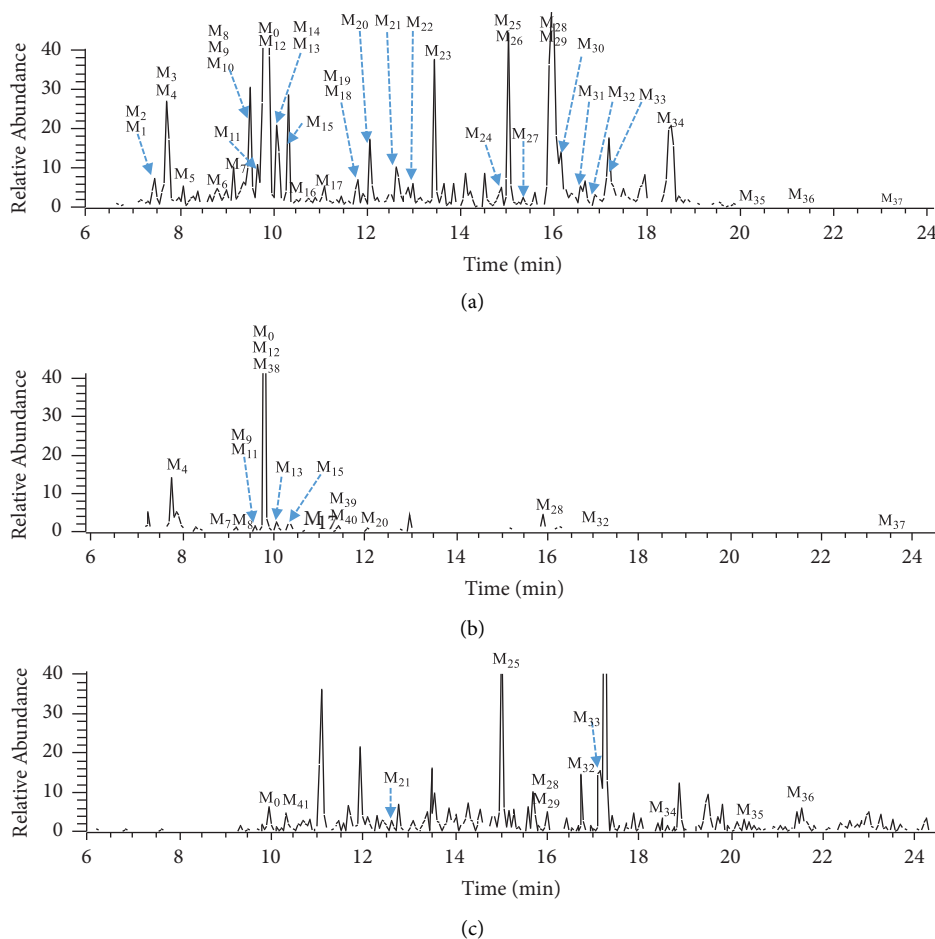 M8
M9
M10
M0
M12
M14
M13
M20
M21
M22
M25
M26
M28
M29
M30
M3
M4
M2
M1
M5
M6
M7
M11
M15
M16
M17
M19
M18
M23
M24
M27
M31
M32
M33
M34
M35
M36
M37
Relative Abundance
40
30
20
10
0
6 8 10 12 14 16 18 20 22 24
Time (min)
(a)
M0
M12
M38
M9
M11
M4
M13
M15
M7
M8
M17
M39
M40
M20
M28
M32
M37
Relative Abundance
40
30
20
10
0
6 8 10 12 14 16 18 20 22 24
Time (min)
(b)
M25
M33
M32
M21
M28
M29
M0
M41
M34
M35
M36
Relative Abundance
40
30
20
10
0
6 8 10 12 14 16 18 20 22 24
Time (min)
(c)